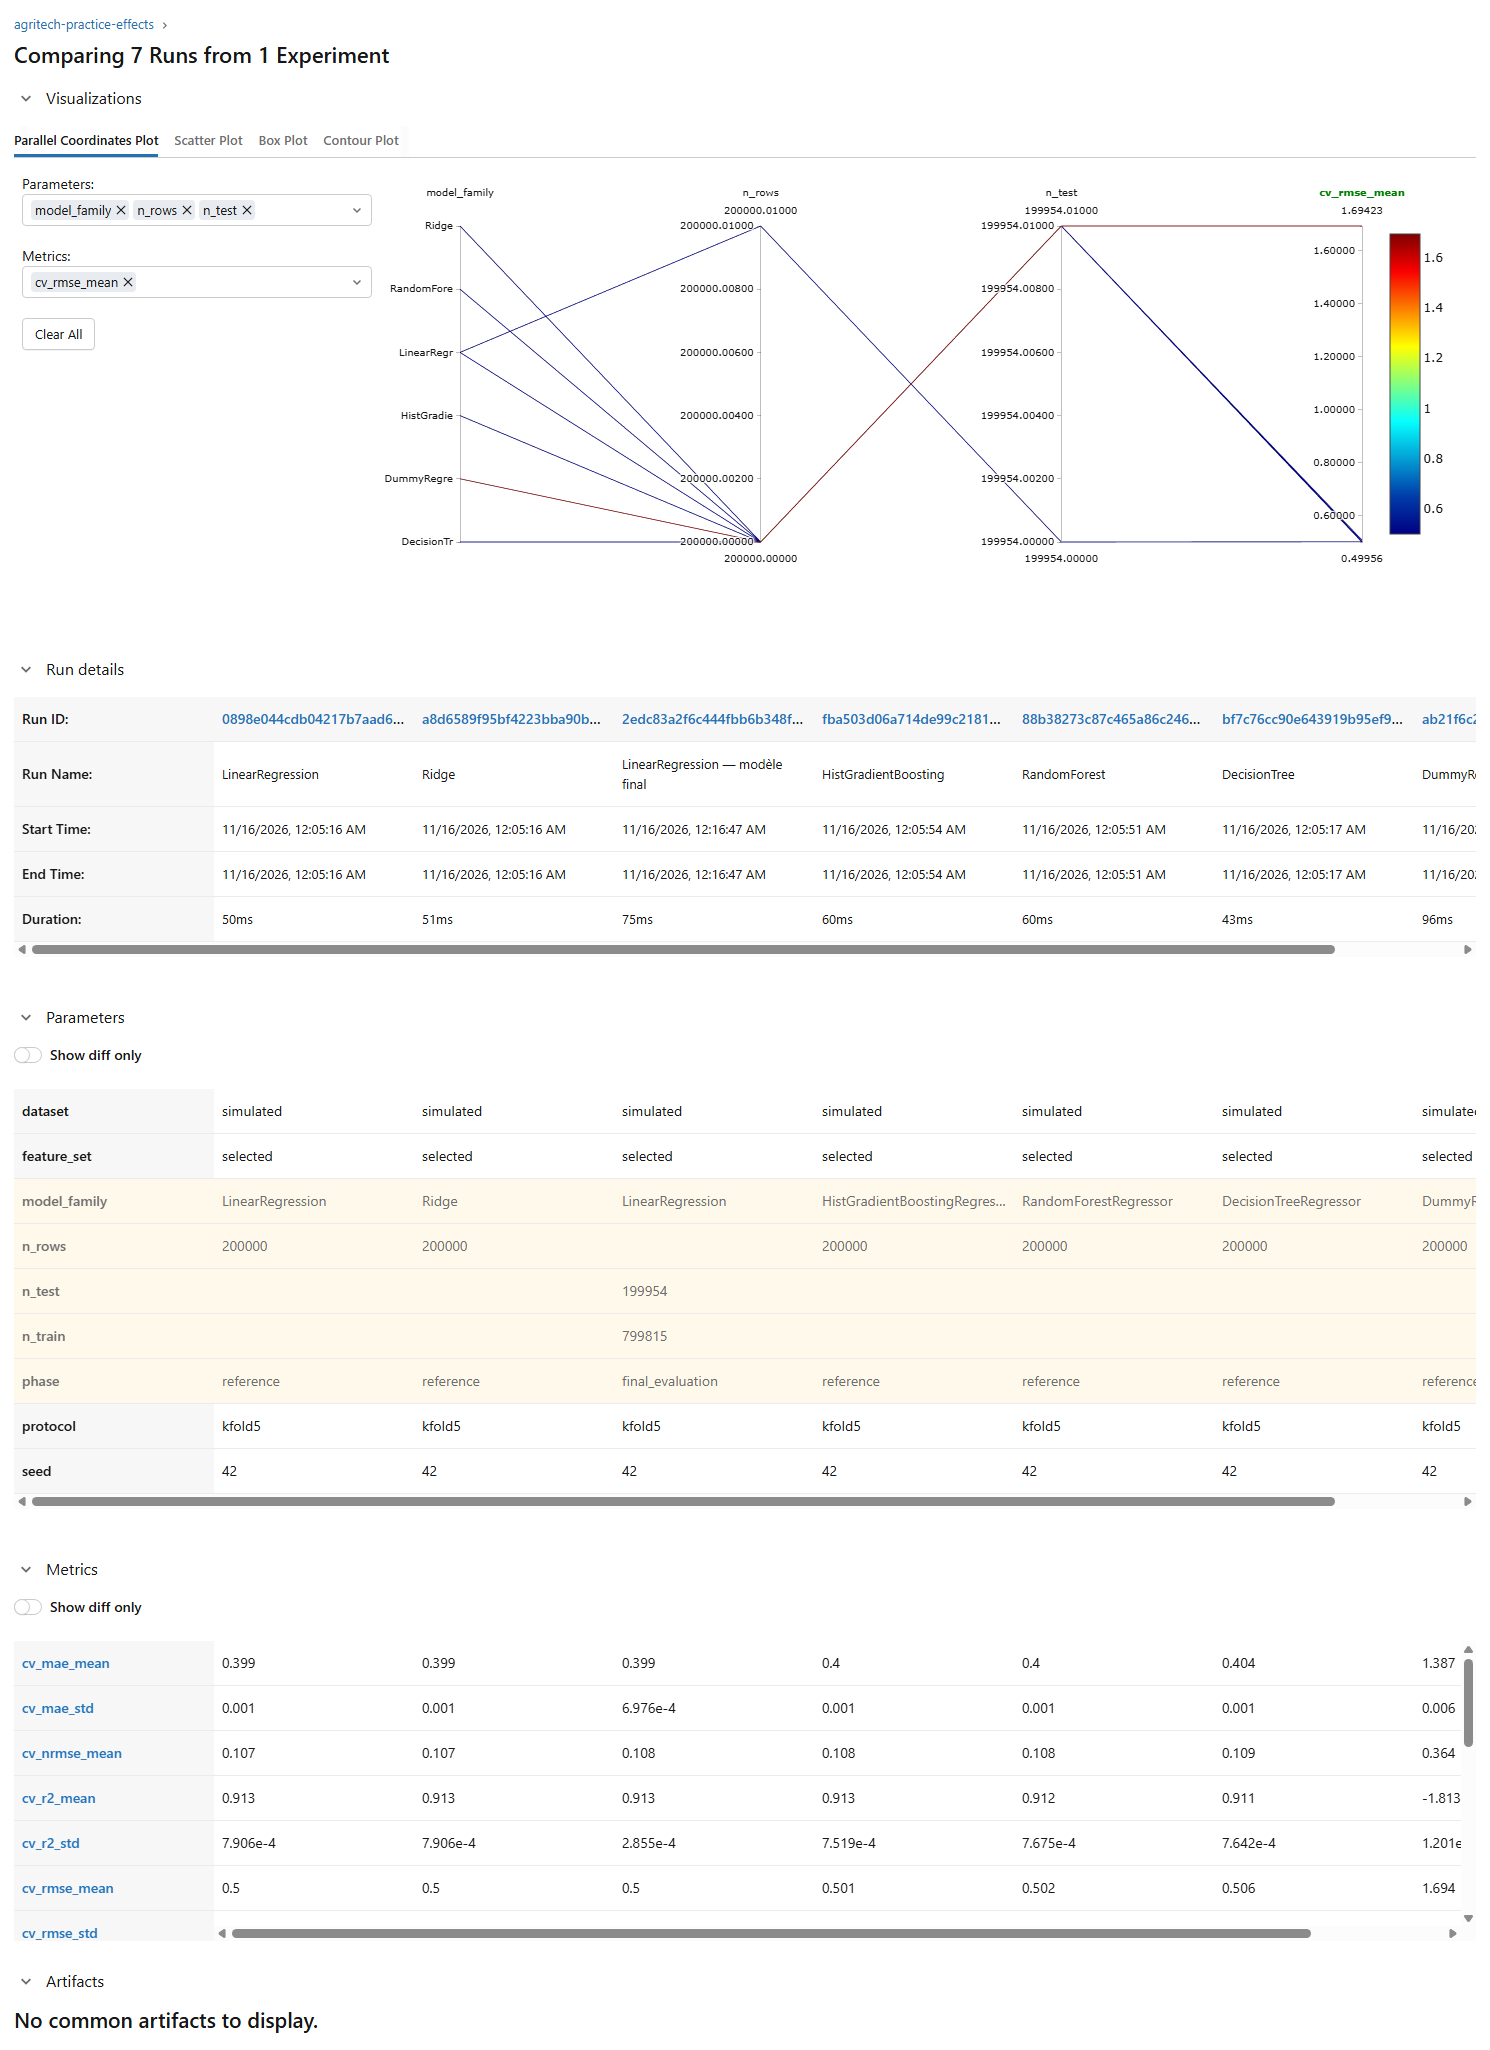 agritech-practice-effects ›
Comparing 7 Runs from 1 Experiment
Visualizations
Parallel Coordinates Plot Scatter Plot Box Plot Contour Plot
Parameters:
model_family × n_rows × n_test ×
Metrics:
cv_rmse_mean ×
Clear All
model_family
Ridge
RandomFore
LinearRegr
HistGradie
DummyRegre
DecisionTr
n_rows
200000.01000
200000.01000
200000.00800
200000.00600
200000.00400
200000.00200
200000.00000
200000.00000
n_test
199954.01000
199954.01000
199954.00800
199954.00600
199954.00400
199954.00200
199954.00000
199954.00000
cv_rmse_mean
1.69423
1.60000
1.40000
1.20000
1.00000
0.80000
0.60000
0.49956
1.6
1.4
1.2
1
0.8
0.6
Run details
Run ID: 0898e044cdb04217b7aad6... a8d6589f95bf4223bba90b... 2edc83a2f6c444fbb6b348f... fba503d06a714de99c2181... 88b38273c87c465a86c246... bf7c76cc90e643919b95ef9... ab21f6c2
Run Name: LinearRegression Ridge LinearRegression — modèle final HistGradientBoosting RandomForest DecisionTree DummyRe
Start Time: 11/16/2026, 12:05:16 AM 11/16/2026, 12:05:16 AM 11/16/2026, 12:16:47 AM 11/16/2026, 12:05:54 AM 11/16/2026, 12:05:51 AM 11/16/2026, 12:05:17 AM 11/16/202
End Time: 11/16/2026, 12:05:16 AM 11/16/2026, 12:05:16 AM 11/16/2026, 12:16:47 AM 11/16/2026, 12:05:54 AM 11/16/2026, 12:05:51 AM 11/16/2026, 12:05:17 AM 11/16/202
Duration: 50ms 51ms 75ms 60ms 60ms 43ms 96ms
Parameters
Show diff only
dataset simulated simulated simulated simulated simulated simulated simulated
feature_set selected selected selected selected selected selected selected
model_family LinearRegression Ridge LinearRegression HistGradientBoostingRegres... RandomForestRegressor DecisionTreeRegressor DummyR
n_rows 200000 200000 200000 200000 200000 200000
n_test 199954
n_train 799815
phase reference reference final_evaluation reference reference reference reference
protocol kfold5 kfold5 kfold5 kfold5 kfold5 kfold5 kfold5
seed 42 42 42 42 42 42 42
Metrics
Show diff only
cv_mae_mean 0.399 0.399 0.399 0.4 0.4 0.404 1.387
cv_mae_std 0.001 0.001 6.976e-4 0.001 0.001 0.001 0.006
cv_nrmse_mean 0.107 0.107 0.108 0.108 0.108 0.109 0.364
cv_r2_mean 0.913 0.913 0.913 0.913 0.912 0.911 -1.813
cv_r2_std 7.906e-4 7.906e-4 2.855e-4 7.519e-4 7.675e-4 7.642e-4 1.201e
cv_rmse_mean 0.5 0.5 0.5 0.501 0.502 0.506 1.694
cv_rmse_std
Artifacts
No common artifacts to display.